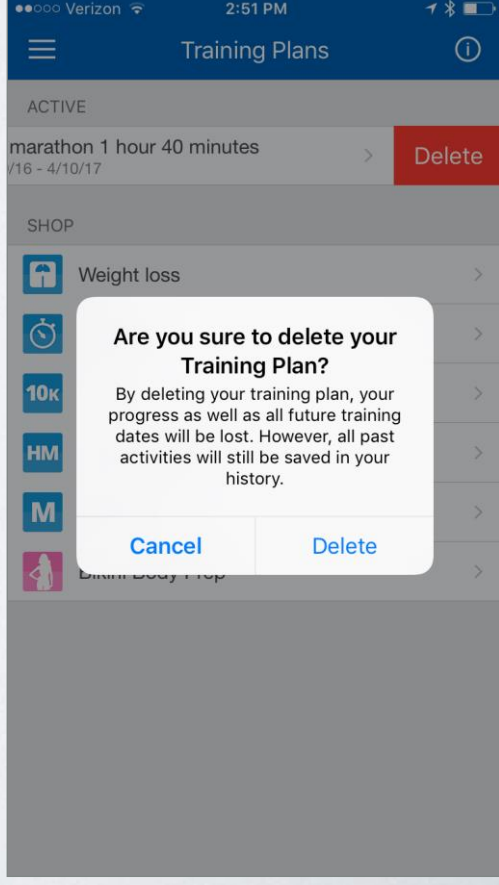 Verizon 2:51 PM
Training Plans
ACTIVE
marathon 1 hour 40 minutes
/16 - 4/10/17
Delete
SHOP
Weight loss
10K
HM
M
Are you sure to delete your
Training Plan?
By deleting your training plan, your
progress as well as all future training
dates will be lost. However, all past
activities will still be saved in your
history.
Cancel Delete
Bikini Body Prep